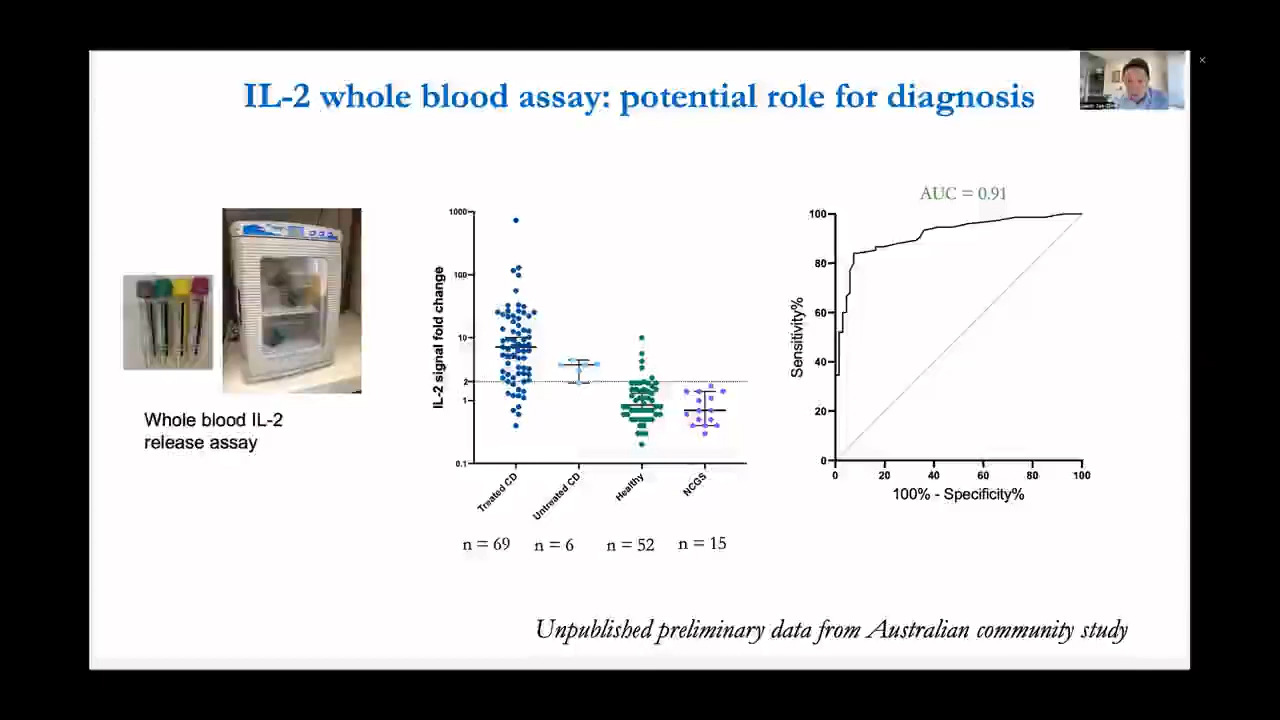 IL-2 whole blood assay: potential role for diagnosis
Whole blood IL-2
release assay
IL-2 signal fold change
1000
100
10
2
1
0.1
Treated CD
Untreated CD
Healthy
NCGS
n = 69
n = 6
n = 52
n = 15
AUC = 0.91
Sensitivity%
100
80
60
40
20
0
0
20
40
60
80
100
100% - Specificity%
Unpublished preliminary data from Australian community study